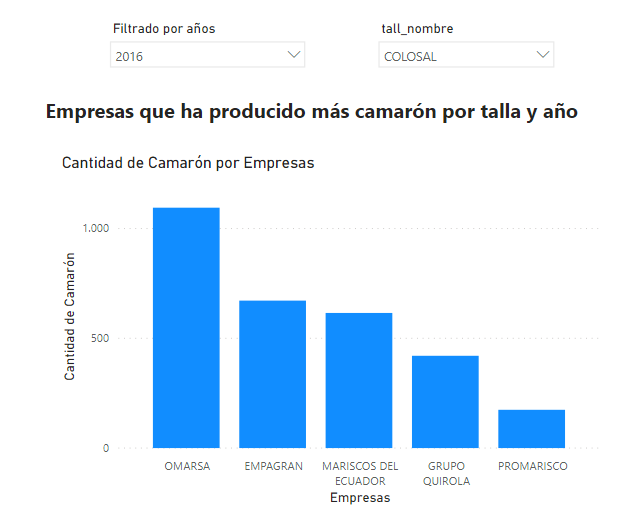 Filtrado por años
tall_nombre
2016
COLOSAL
Empresas que ha producido más camarón por talla y año
Cantidad de Camarón por Empresas
Cantidad de Camarón
1.000
500
0
OMARSA
EMPAGRAN
MARISCOS DEL
ECUADOR
GRUPO
QUIROLA
PROMARISCO
Empresas